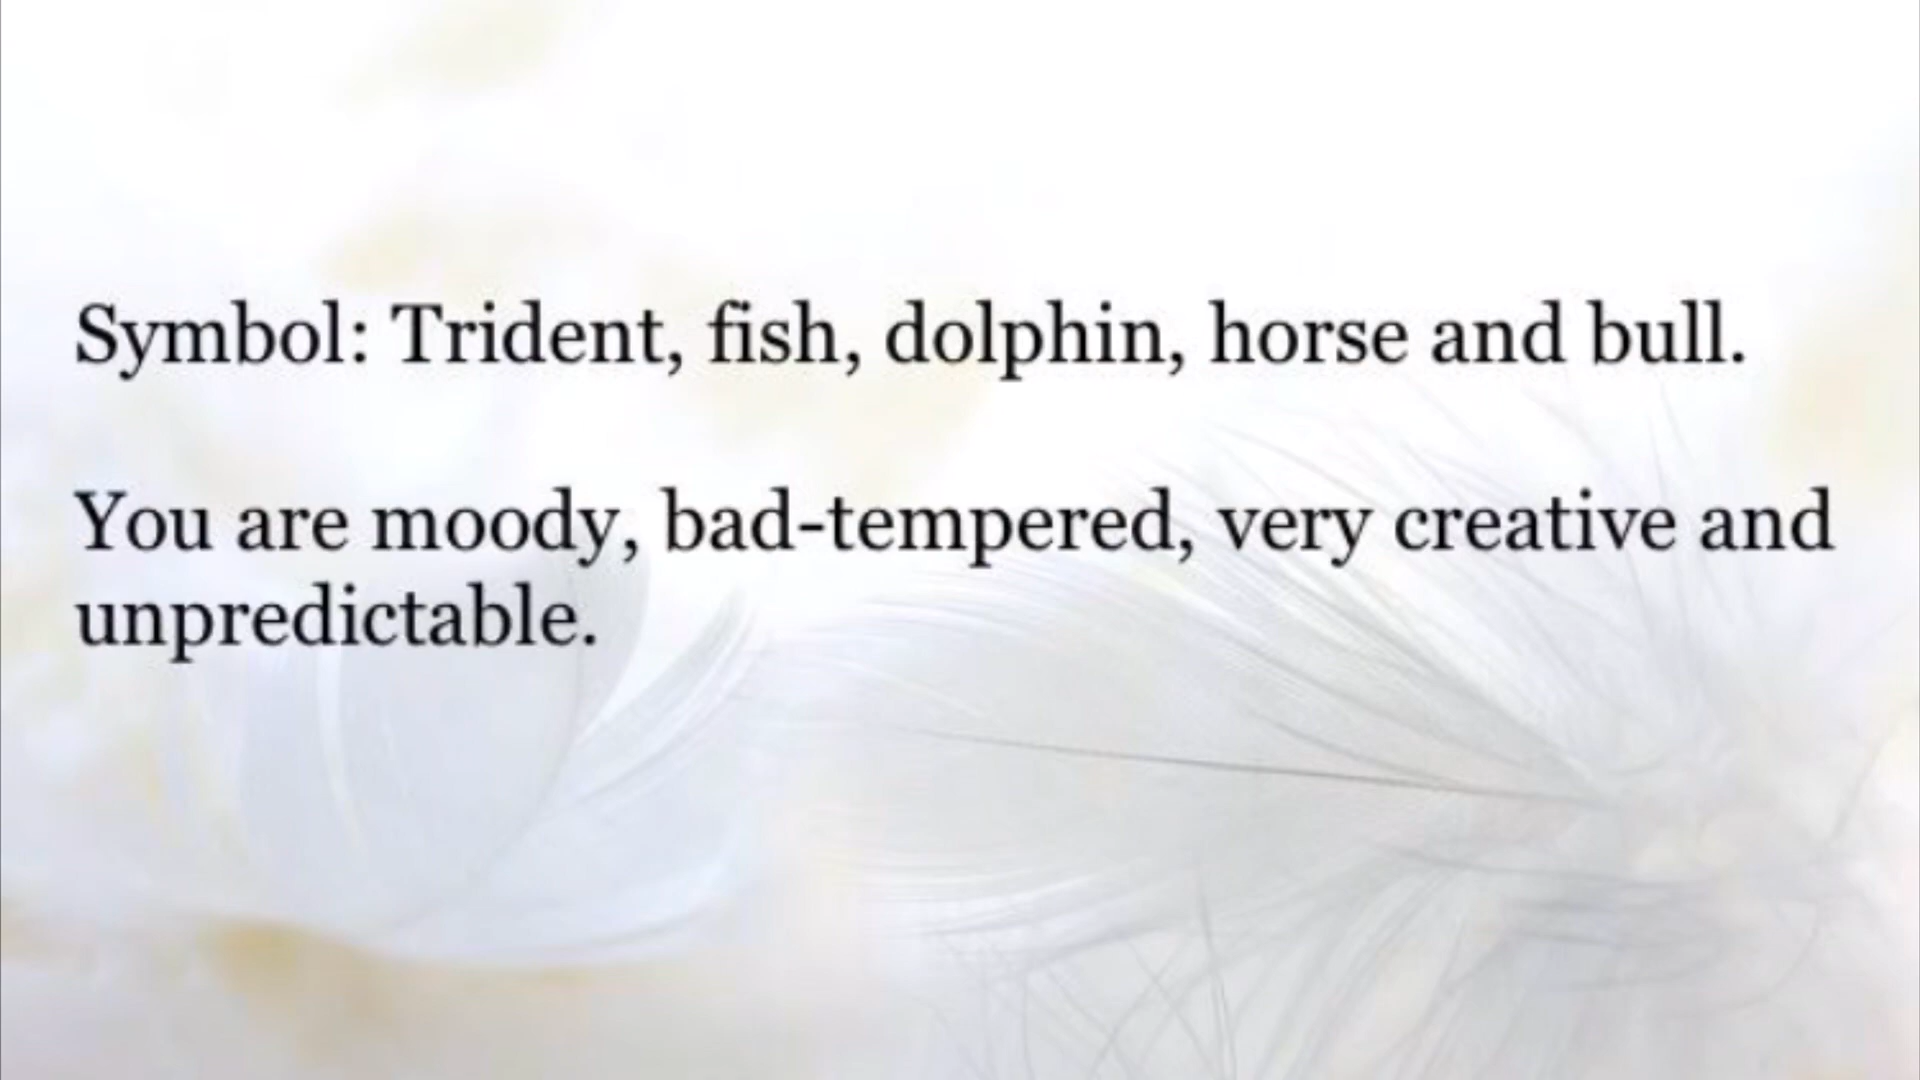 Symbol: Trident, fish, dolphin, horse and bull.
You are moody, bad-tempered, very creative and
unpredictable.